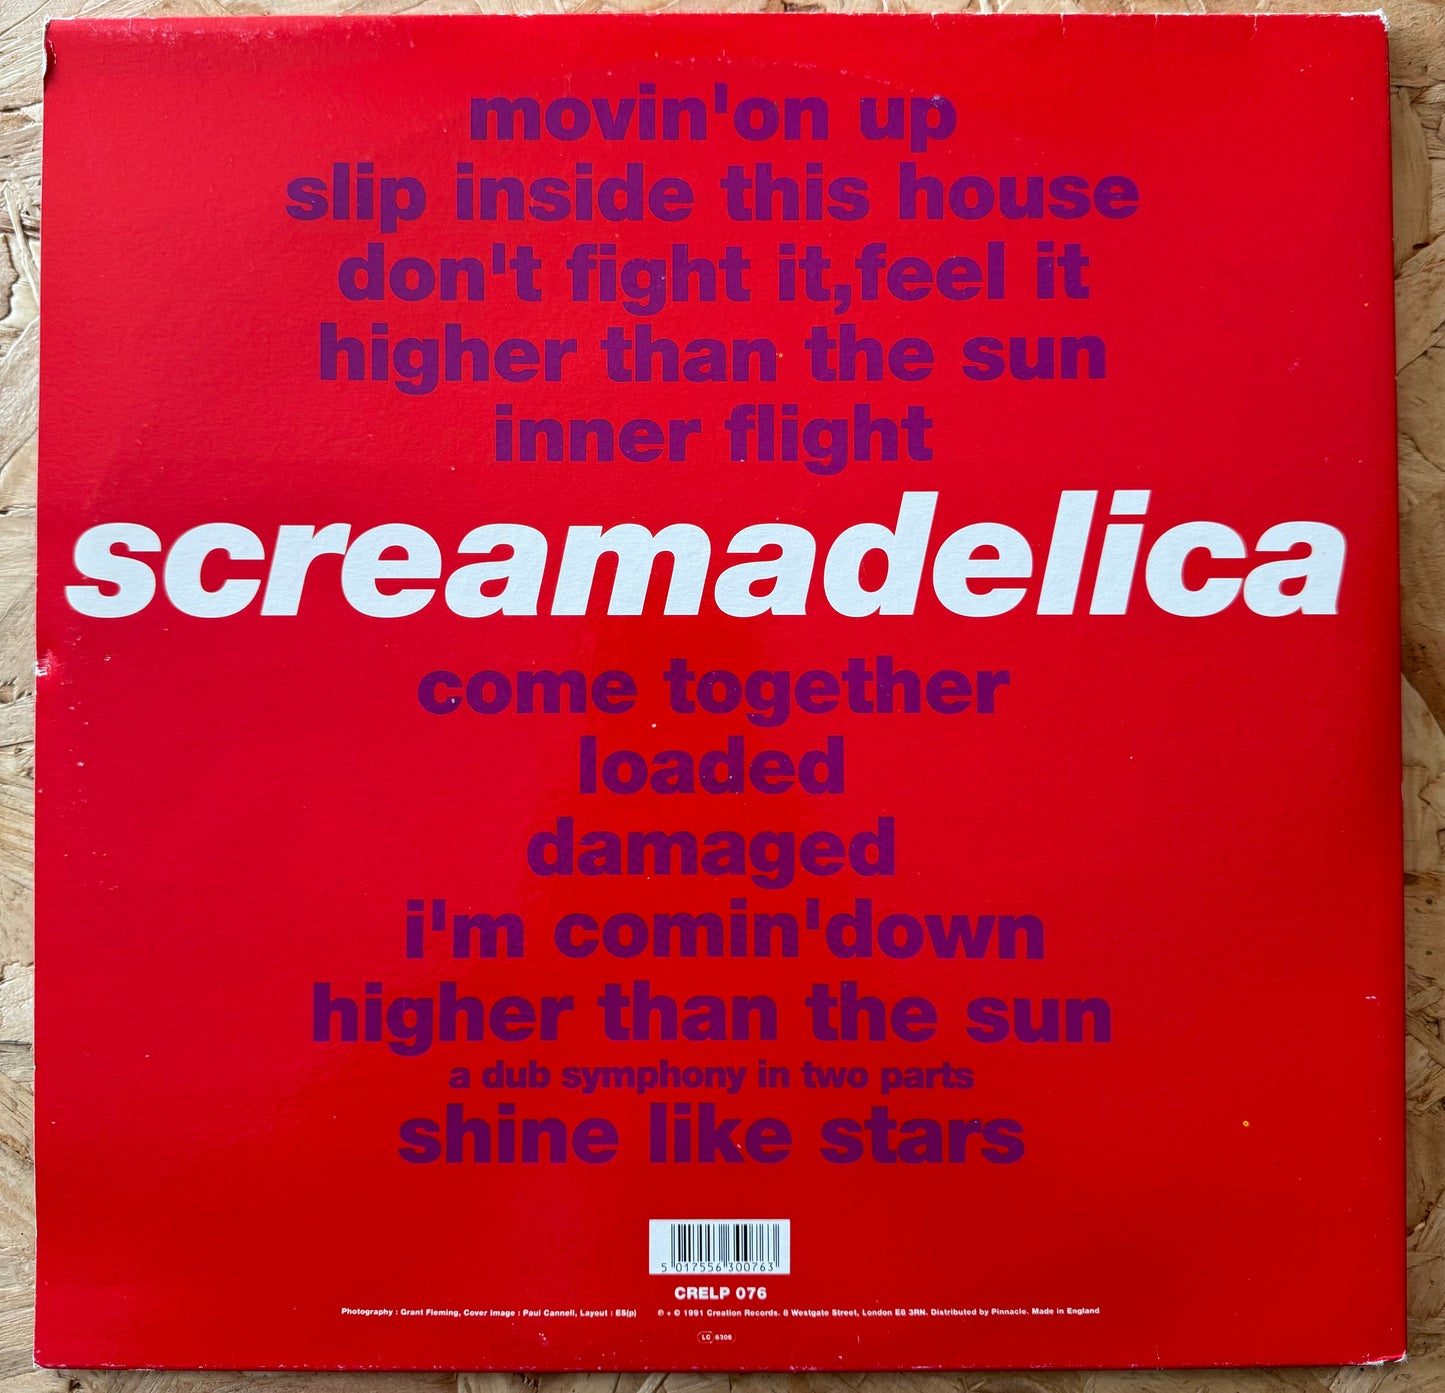 movin'on up
slip inside this house
don't fight it,feel it
higher than the sun
inner flight
screamadelica
come together
loaded
damaged
i'm comin'down
higher than the sun
a dub symphony in two parts
shine like stars
5 017556 300763
CRELP 076
Photography : Grant Fleming, Cover Image : Paul Cannell, Layout : ES(p) ℗ + © 1991 Creation Records. 8 Westgate Street, London E8 3RN. Distributed by Pinnacle. Made in England
LC 6306